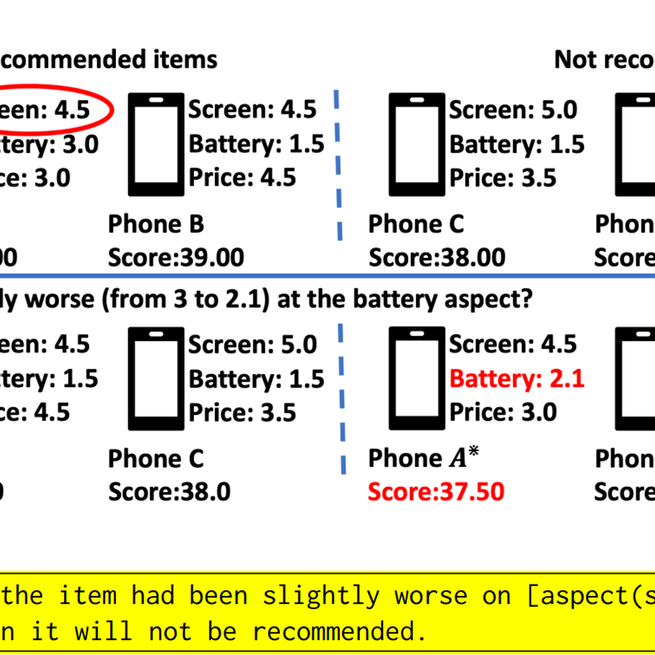 commended items Not reco
een: 4.5 Screen: 4.5 Screen: 5.0
tery: 3.0 Battery: 1.5 Battery: 1.5
ce: 3.0 Price: 4.5 Price: 3.5
Phone B Phone C Phon
00 Score:39.00 Score:38.00 Score
ly worse (from 3 to 2.1) at the battery aspect?
een: 4.5 Screen: 5.0 Screen: 4.5
tery: 1.5 Battery: 1.5 Battery: 2.1
ce: 4.5 Price: 3.5 Price: 3.0
Phone C Phone A* Phon
0 Score:38.0 Score:37.50 Score
the item had been slightly worse on [aspect(s
n it will not be recommended.